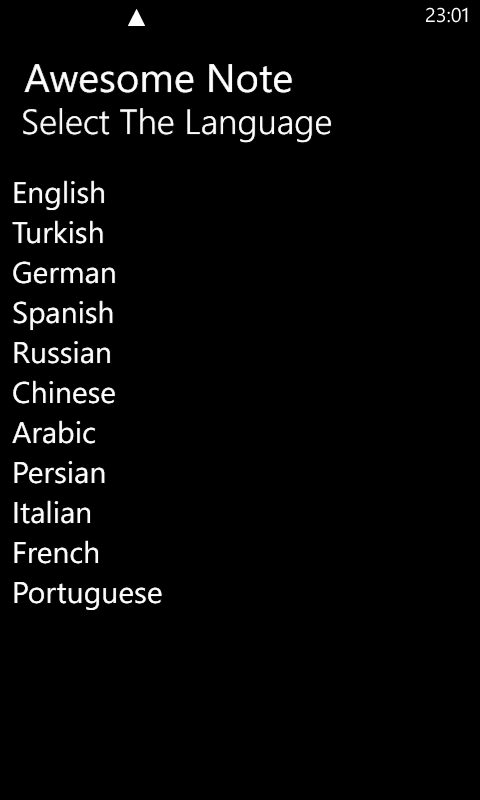 23:01
Awesome Note
Select The Language
English
Turkish
German
Spanish
Russian
Chinese
Arabic
Persian
Italian
French
Portuguese